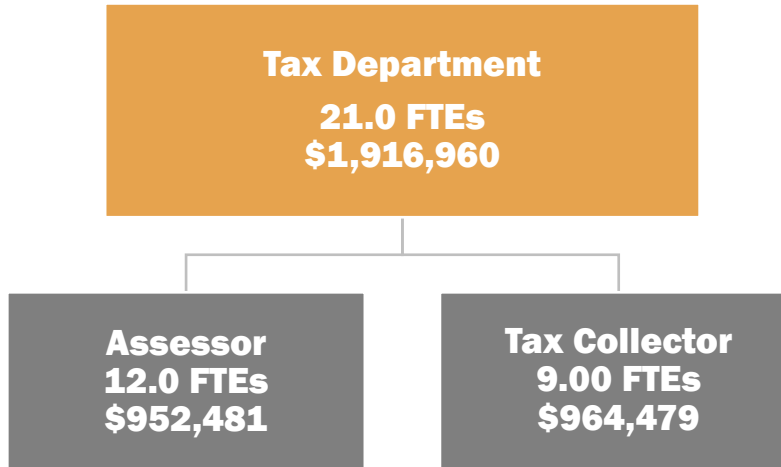 Tax Department
21.0 FTEs
$1,916,960
Assessor
12.0 FTEs
$952,481
Tax Collector
9.00 FTEs
$964,479